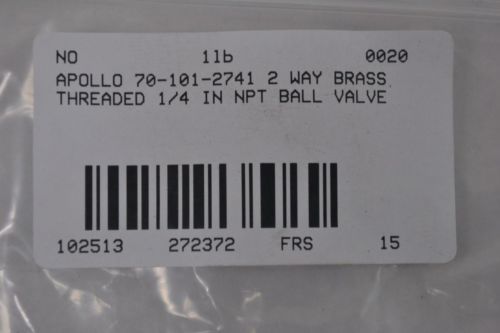 NO 1lb 0020
APOLLO 70-101-2741 2 WAY BRASS
THREADED 1/4 IN NPT BALL VALVE
102513 272372 FRS 15